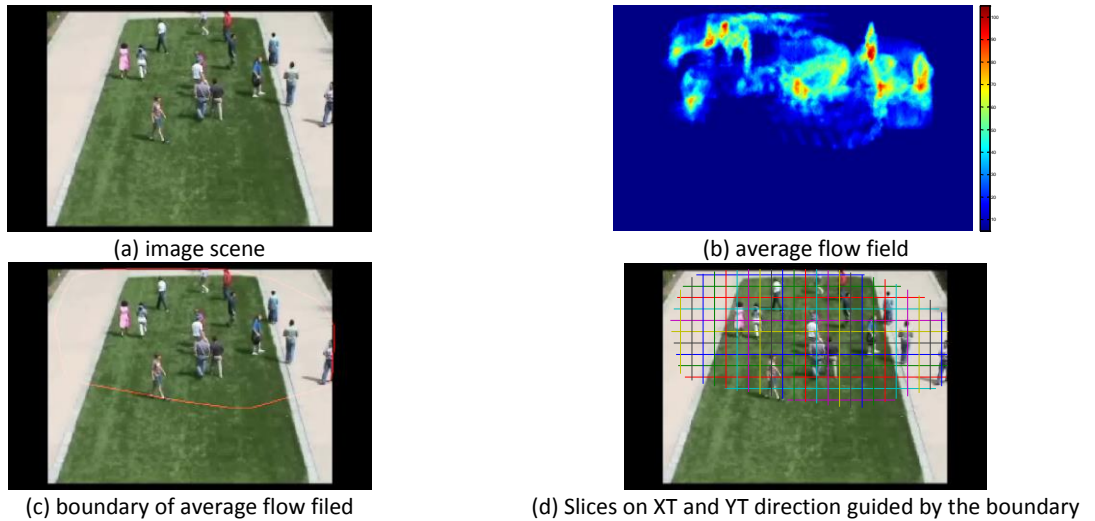 (a) image scene
(b) average flow field
(c) boundary of average flow filed
(d) Slices on XT and YT direction guided by the boundary